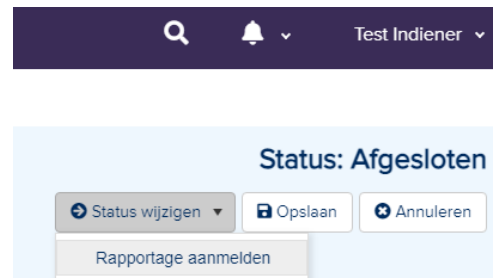 Test Indiener
Status: Afgesloten
Status wijzigen Opslaan Annuleren
Rapportage aanmelden